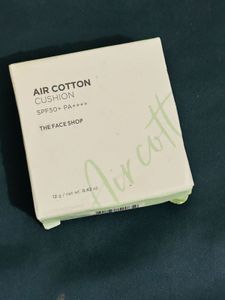 AIR COTTON
CUSHION
SPF50+ PA++++
THE FACE SHOP
Air cott
12 g / net wt. 0.42 oz.